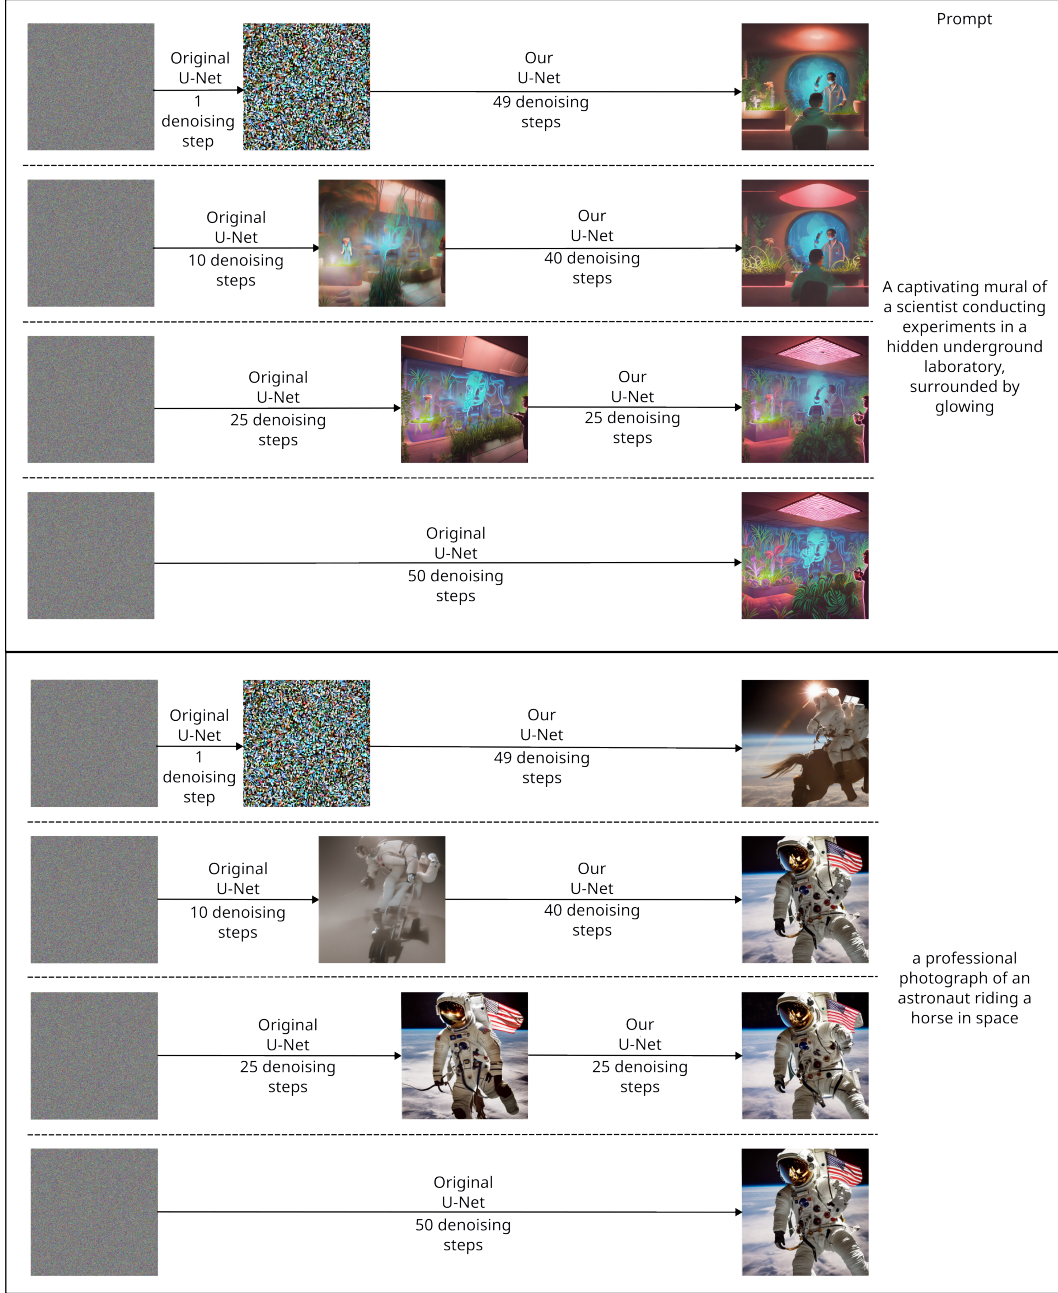 Prompt
Original
U-Net
1
denoising
step
Our
U-Net
49 denoising
steps
Original
U-Net
10 denoising
steps
Our
U-Net
40 denoising
steps
A captivating mural of
a scientist conducting
experiments in a
hidden underground
laboratory,
surrounded by
glowing
Original
U-Net
25 denoising
steps
Our
U-Net
25 denoising
steps
Original
U-Net
50 denoising
steps
Original
U-Net
1
denoising
step
Our
U-Net
49 denoising
steps
Original
U-Net
10 denoising
steps
Our
U-Net
40 denoising
steps
a professional
photograph of an
astronaut riding a
horse in space
Original
U-Net
25 denoising
steps
Our
U-Net
25 denoising
steps
Original
U-Net
50 denoising
steps